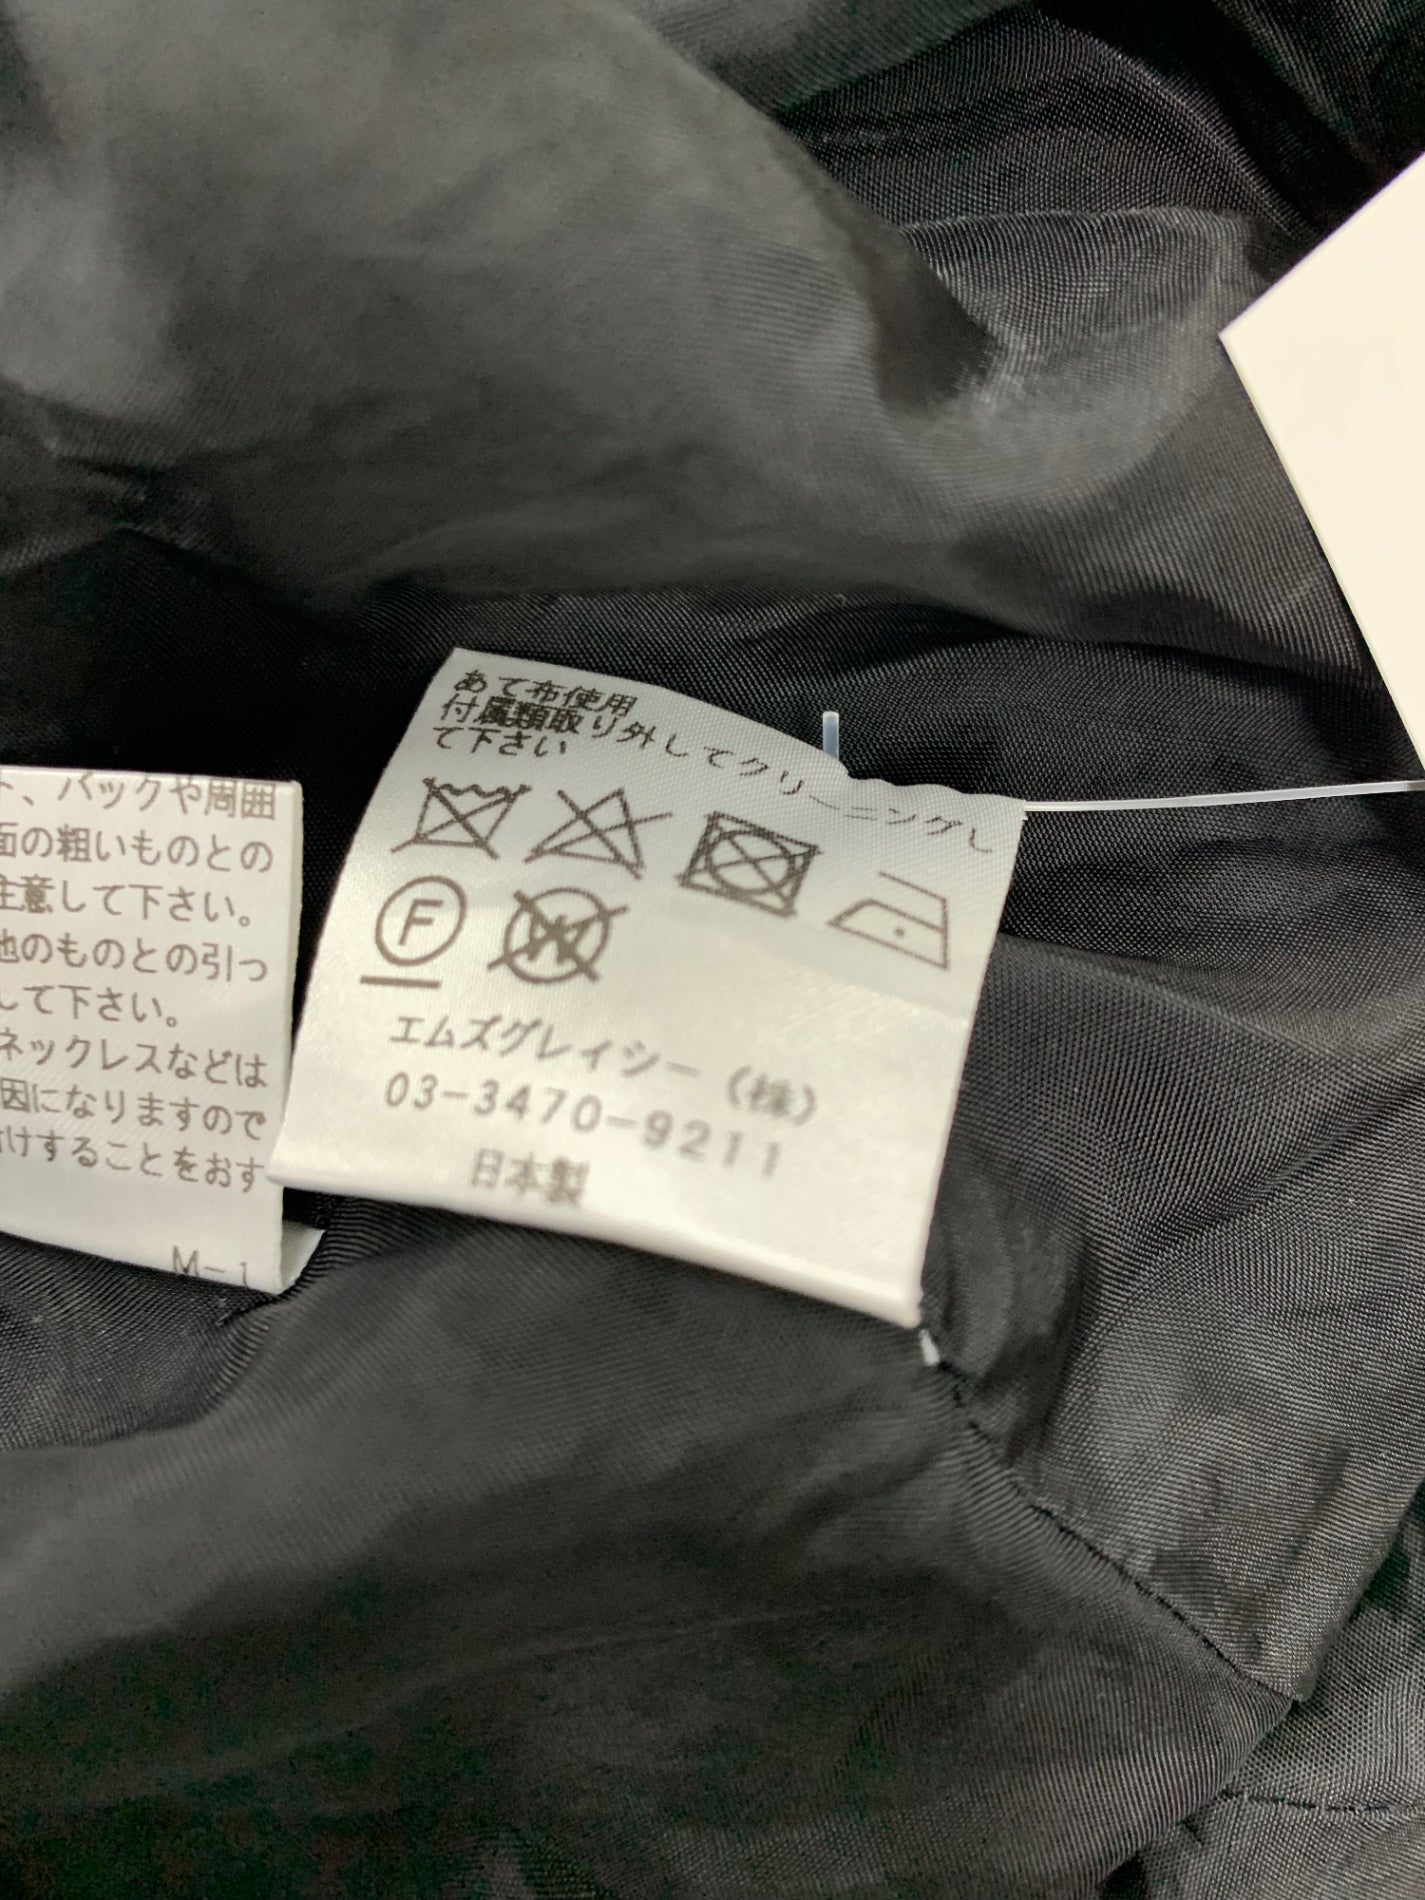 ト、バックや周囲
面の粗いものとの
注意して下さい。
他のものとの引っ
して下さい。
ネックレスなどは
因になりますので
けすることをおす
M-1
あて布使用
付属類取り外してクリーニングし
て下さい
F
W
エムズグレイシー(株)
03-3470-9211
日本製